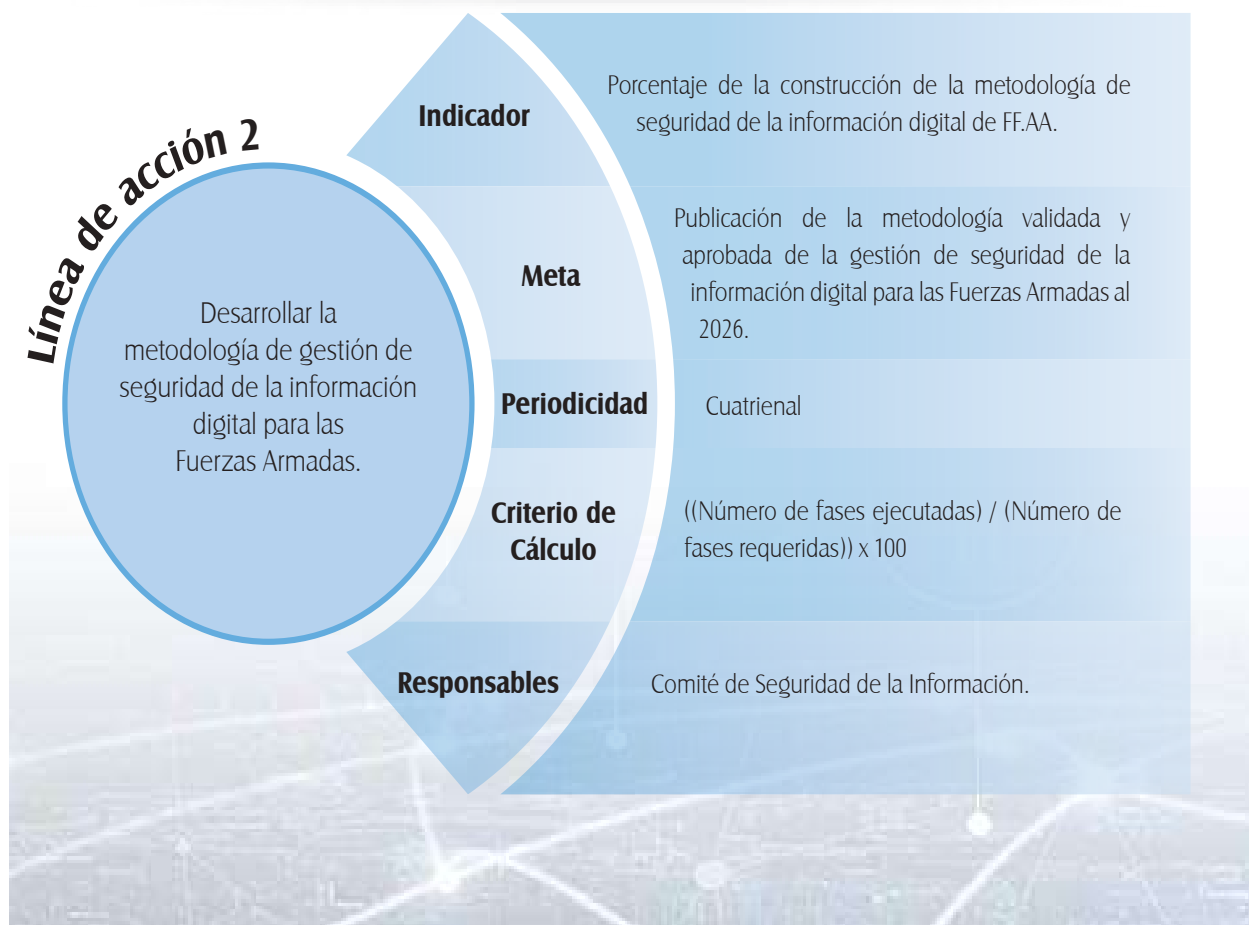 Línea de acción 2
Desarrollar la
metodología de gestión de
seguridad de la información
digital para las
Fuerzas Armadas.
Indicador
Porcentaje de la construcción de la metodología de
seguridad de la información digital de FF.AA.
Meta
Publicación de la metodología validada y
aprobada de la gestión de seguridad de la
información digital para las Fuerzas Armadas al
2026.
Periodicidad
Cuatrienal
Criterio de
Cálculo
((Número de fases ejecutadas) / (Número de
fases requeridas)) x 100
Responsables
Comité de Seguridad de la Información.